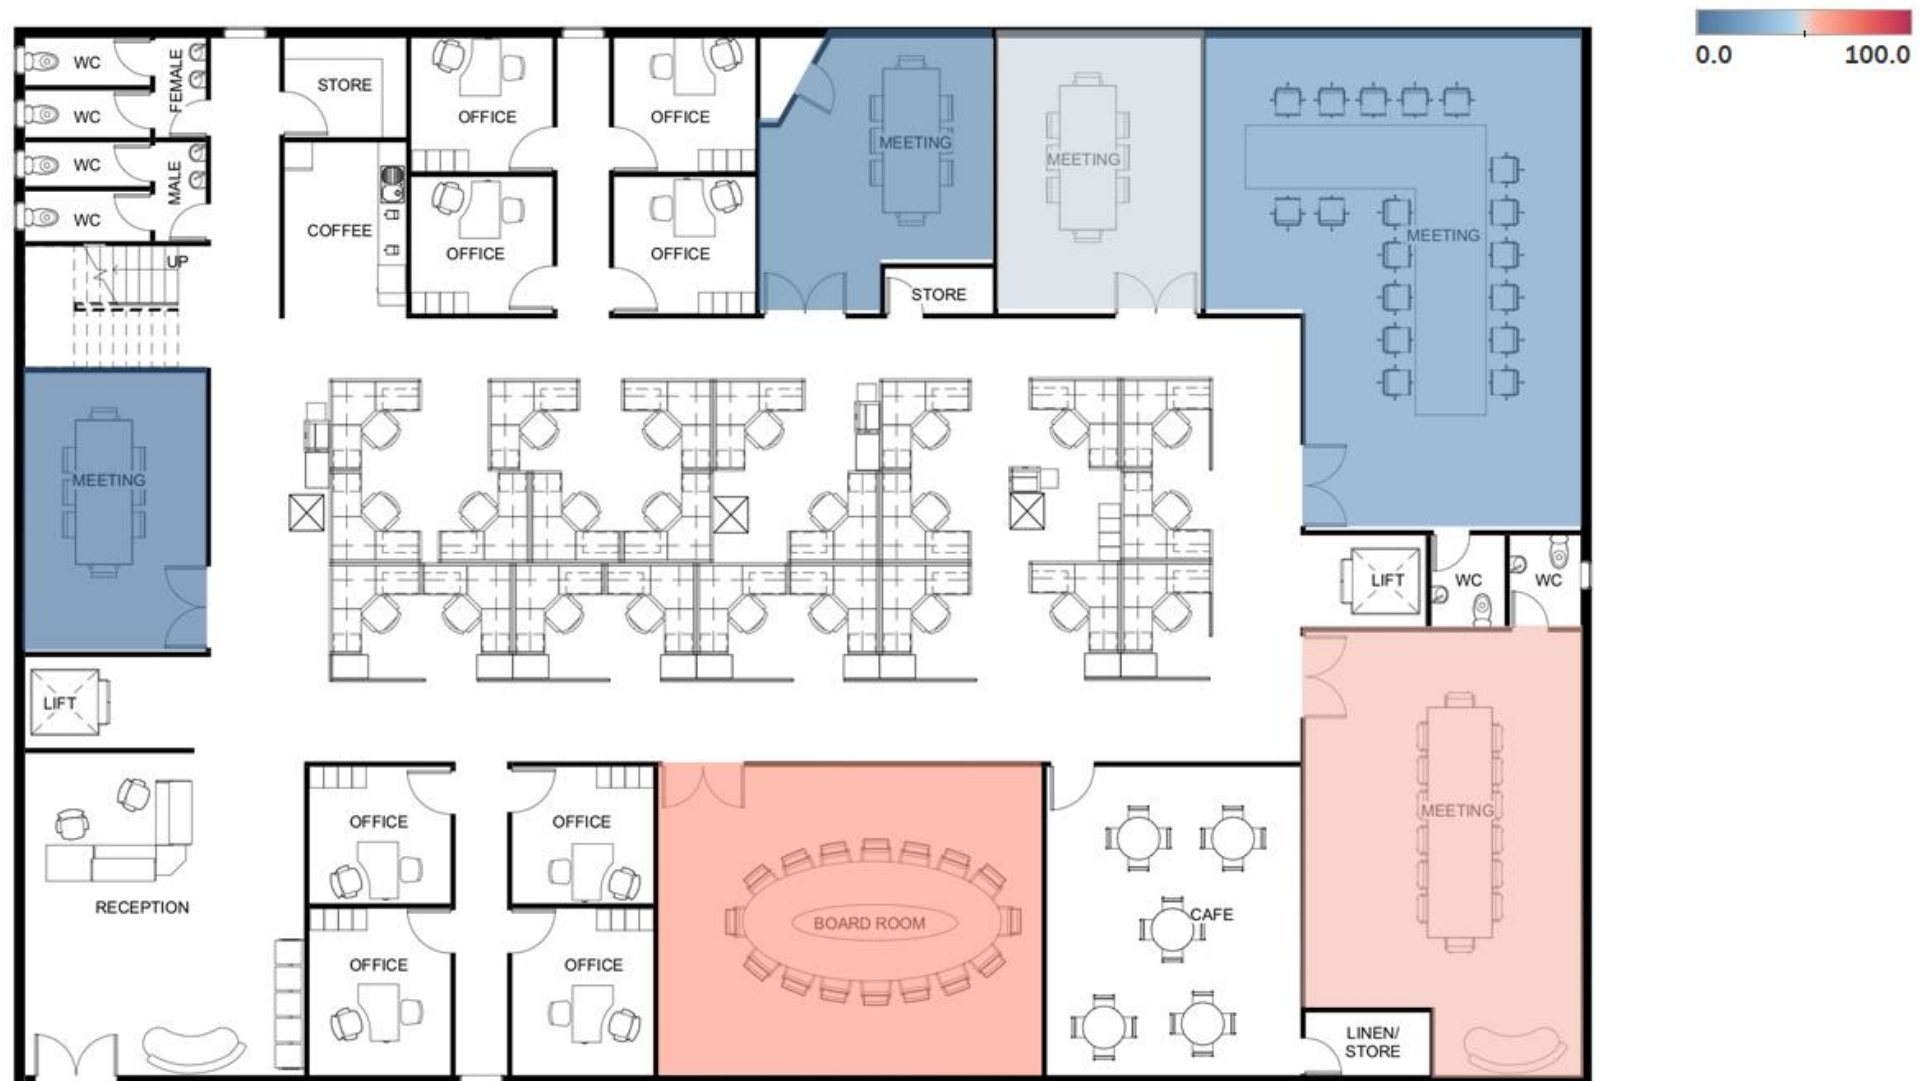 0.0
100.0
WC
FEMALE
WC
WC
MALE
WC
UP
STORE
COFFEE
OFFICE
OFFICE
OFFICE
OFFICE
MEETING
STORE
MEETING
MEETING
MEETING
LIFT
WC
WC
LIFT
MEETING
RECEPTION
OFFICE
OFFICE
OFFICE
OFFICE
BOARD ROOM
CAFE
LINEN/
STORE